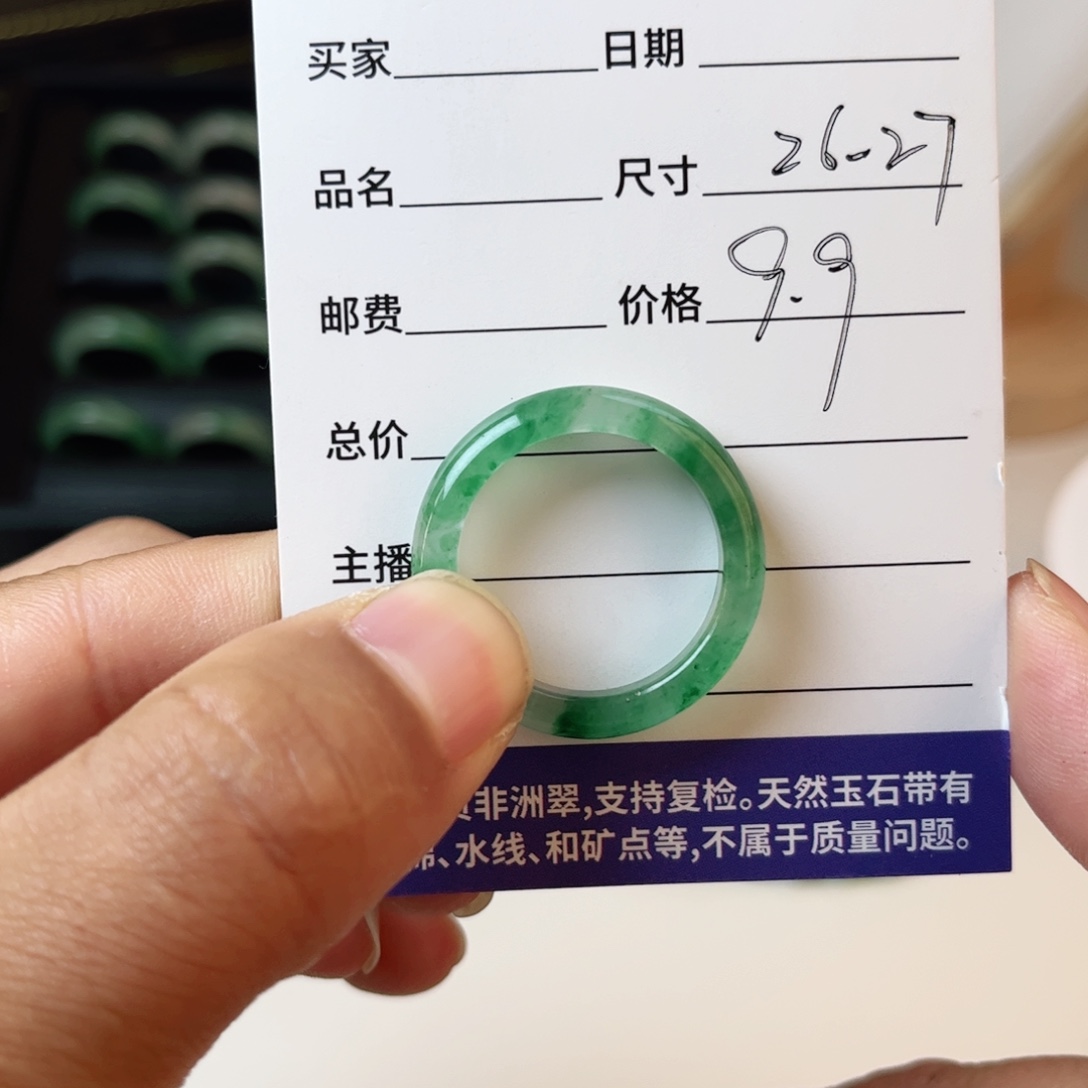 买家 日期
品名 尺寸 26-27
邮费 价格 9.9
总价
主播
非洲翠,支持复检。天然玉石带有
、水线、和矿点等,不属于质量问题。